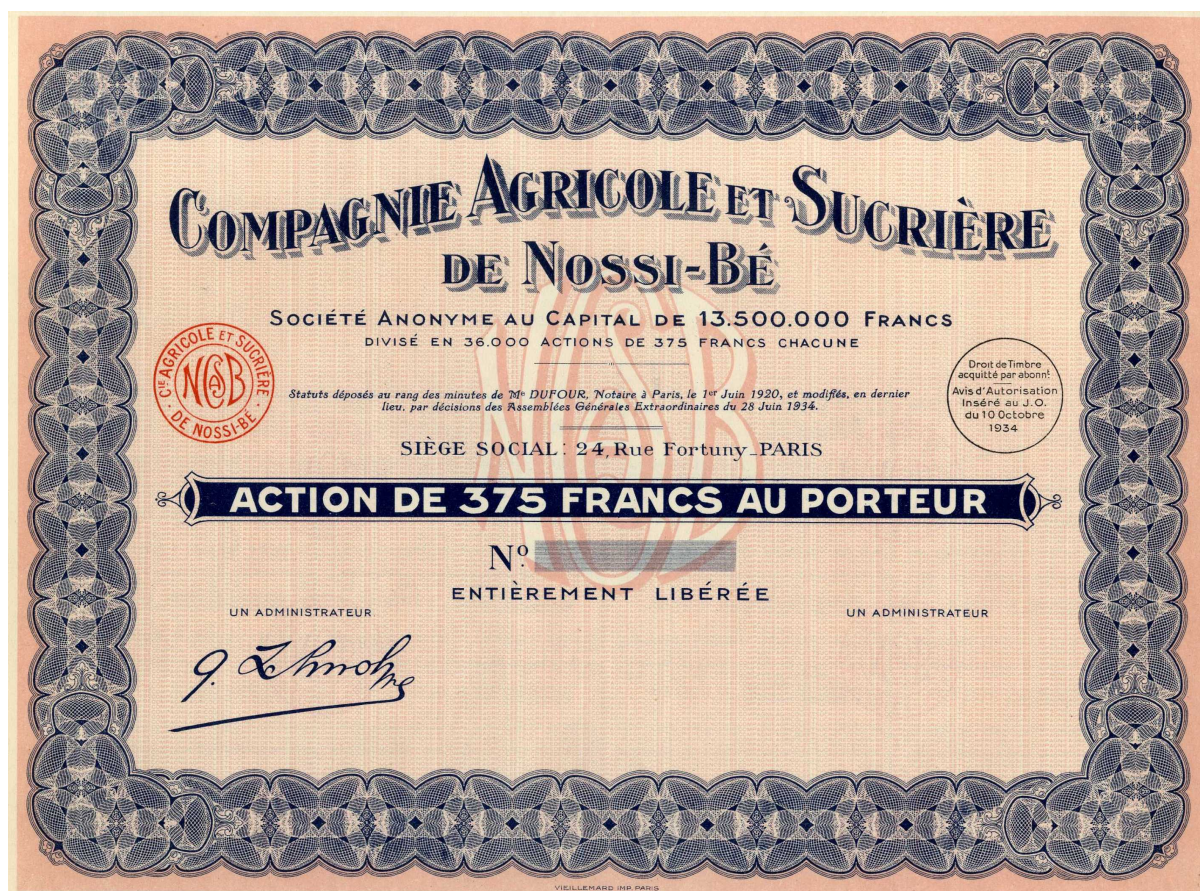 COMPAGNIE AGRICOLE ET SUCRIÈRE
DE NOSSI-BÉ
SOCIÉTÉ ANONYME AU CAPITAL DE 13.500.000 FRANCS
DIVISÉ EN 36.000 ACTIONS DE 375 FRANCS CHACUNE
CIE AGRICOLE ET SUCRIÈRE
DE NOSSI-BÉ
Statuts déposés au rang des minutes de Me DUFOUR, Notaire à Paris, le 1er Juin 1920, et modifiés, en dernier
lieu, par décisions des Assemblées Générales Extraordinaires du 28 Juin 1934.
Droit de Timbre
acquitté par abonnt
Avis d'Autorisation
Inséré au J.O.
du 10 Octobre
1934
SIÈGE SOCIAL: 24, Rue Fortuny_PARIS
ACTION DE 375 FRANCS AU PORTEUR
No.
ENTIÈREMENT LIBÉRÉE
UN ADMINISTRATEUR
UN ADMINISTRATEUR
VIEILLEMARD IMP. PARIS